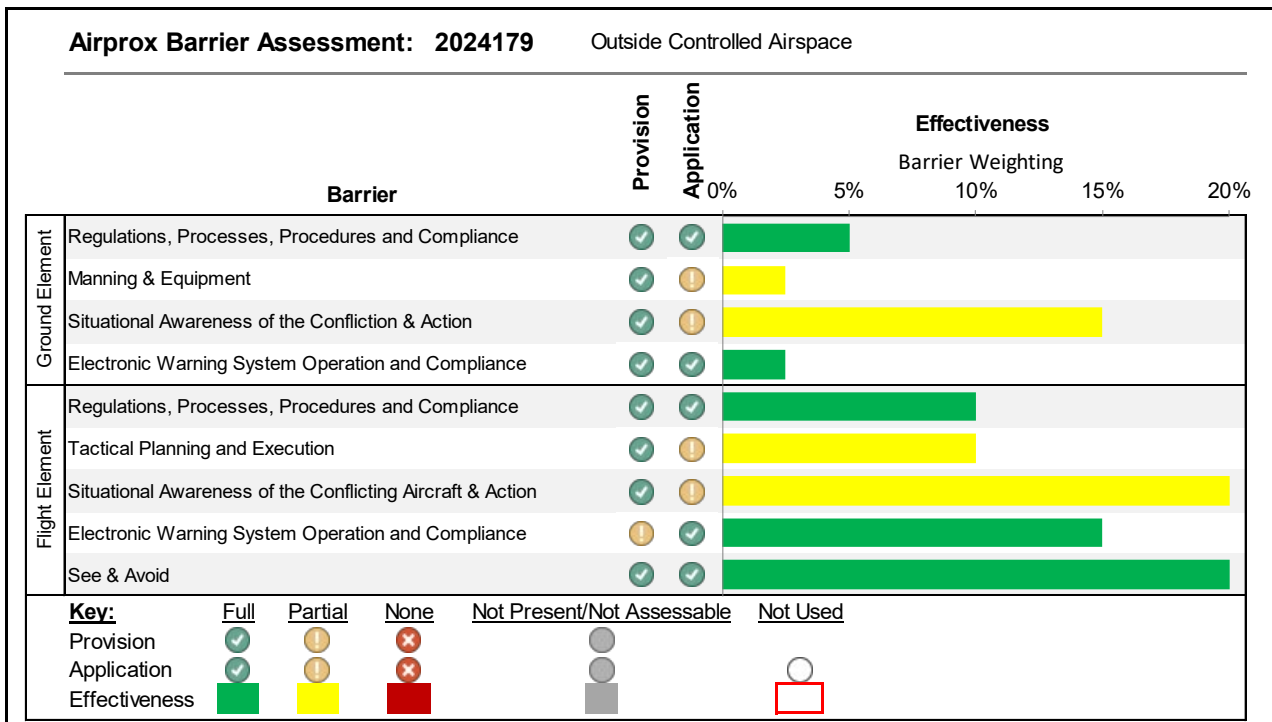 Airprox Barrier Assessment: 2024179 Outside Controlled Airspace
Barrier
Provision
Application
Effectiveness
Barrier Weighting
0% 5% 10% 15% 20%
Ground Element
Regulations, Processes, Procedures and Compliance
Manning & Equipment
Situational Awareness of the Confliction & Action
Electronic Warning System Operation and Compliance
Flight Element
Regulations, Processes, Procedures and Compliance
Tactical Planning and Execution
Situational Awareness of the Conflicting Aircraft & Action
Electronic Warning System Operation and Compliance
See & Avoid
Key: Full Partial None Not Present/Not Assessable Not Used
Provision
Application
Effectiveness